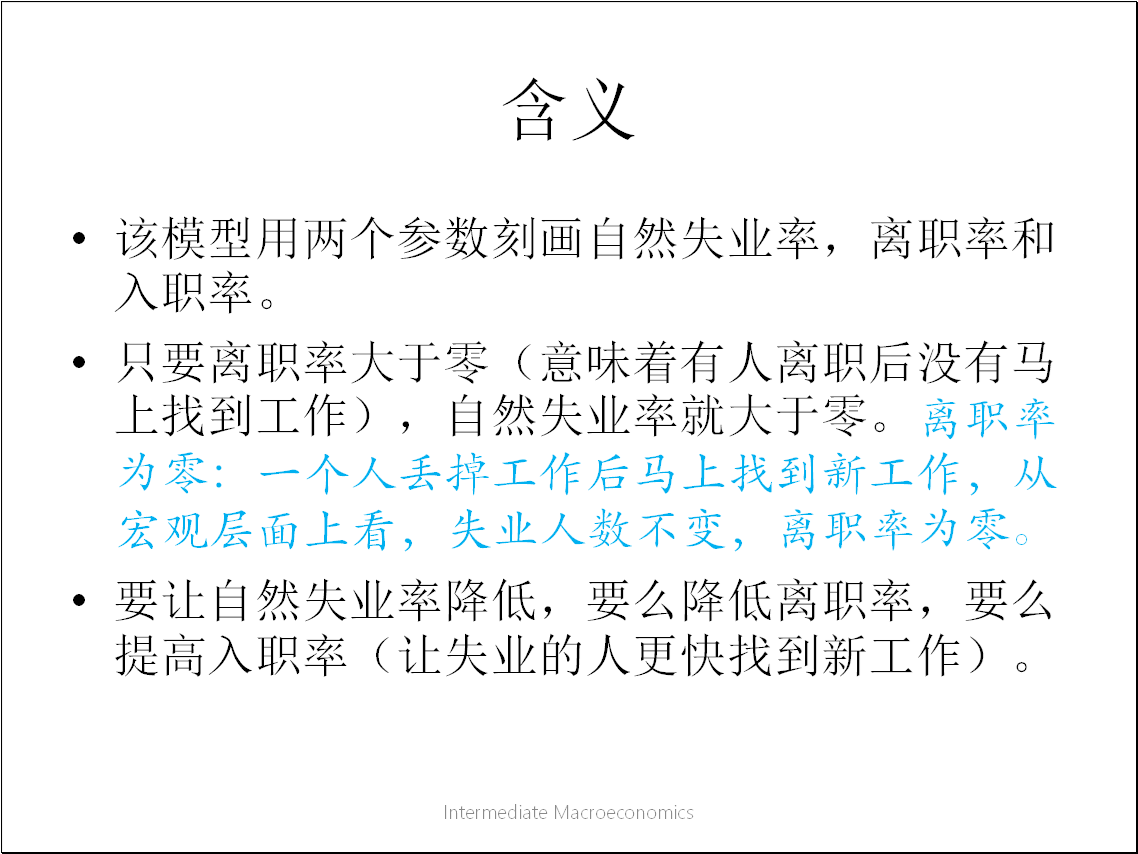 含义
• 该模型用两个参数刻画自然失业率，离职率和
入职率。
• 只要离职率大于零（意味着有人离职后没有马
上找到工作），自然失业率就大于零。离职率
为零：一个人丢掉工作后马上找到新工作，从
宏观层面上看，失业人数不变，离职率为零。
• 要让自然失业率降低，要么降低离职率，要么
提高入职率（让失业的人更快找到新工作）。
Intermediate Macroeconomics